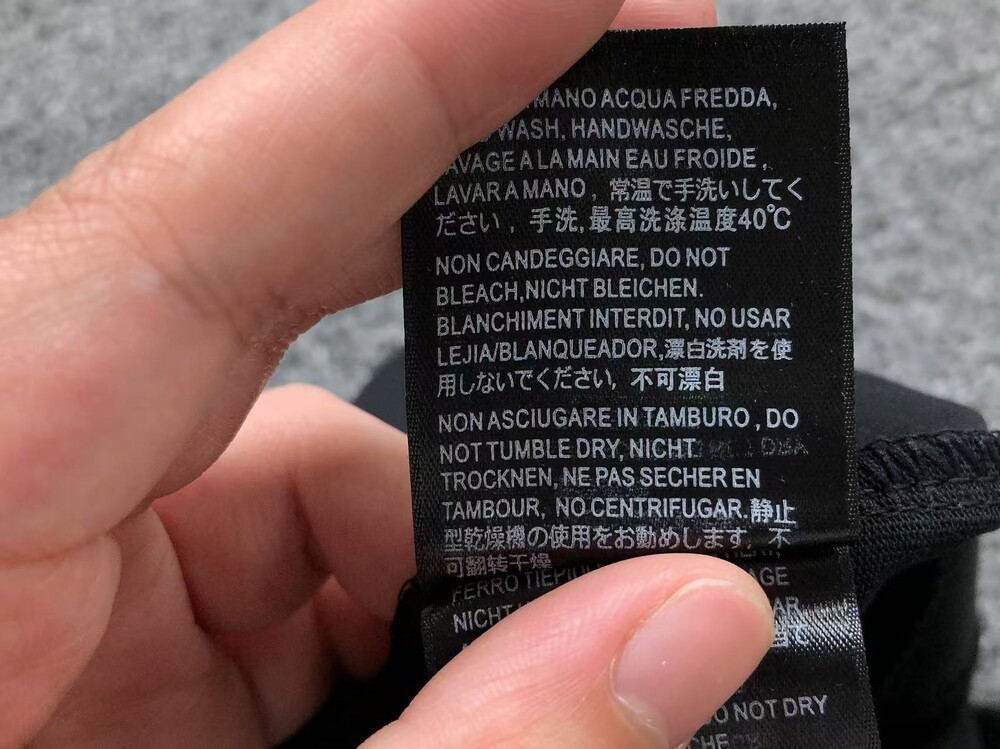 MANO ACQUA FREDDA,
WASH, HANDWASCHE,
LAVAGE A LA MAIN EAU FROIDE,
LAVAR A MANO, 常温で手洗いしてく
ださい, 手洗,最高洗涤温度40℃
NON CANDEGGIARE, DO NOT
BLEACH,NICHT BLEICHEN.
BLANCHIMENT INTERDIT, NO USAR
LEJIA/BLANQUEADOR,漂白洗剤を使
用しないでください, 不可漂白
NON ASCIUGARE IN TAMBURO , DO
NOT TUMBLE DRY, NICHT
TROCKNEN, NE PAS SECHER EN
TAMBOUR, NO CENTRIFUGAR.静止
型乾燥機の使用をお勧めします, 不
可翻转干燥
FERRO
NICHT
DO NOT DRY